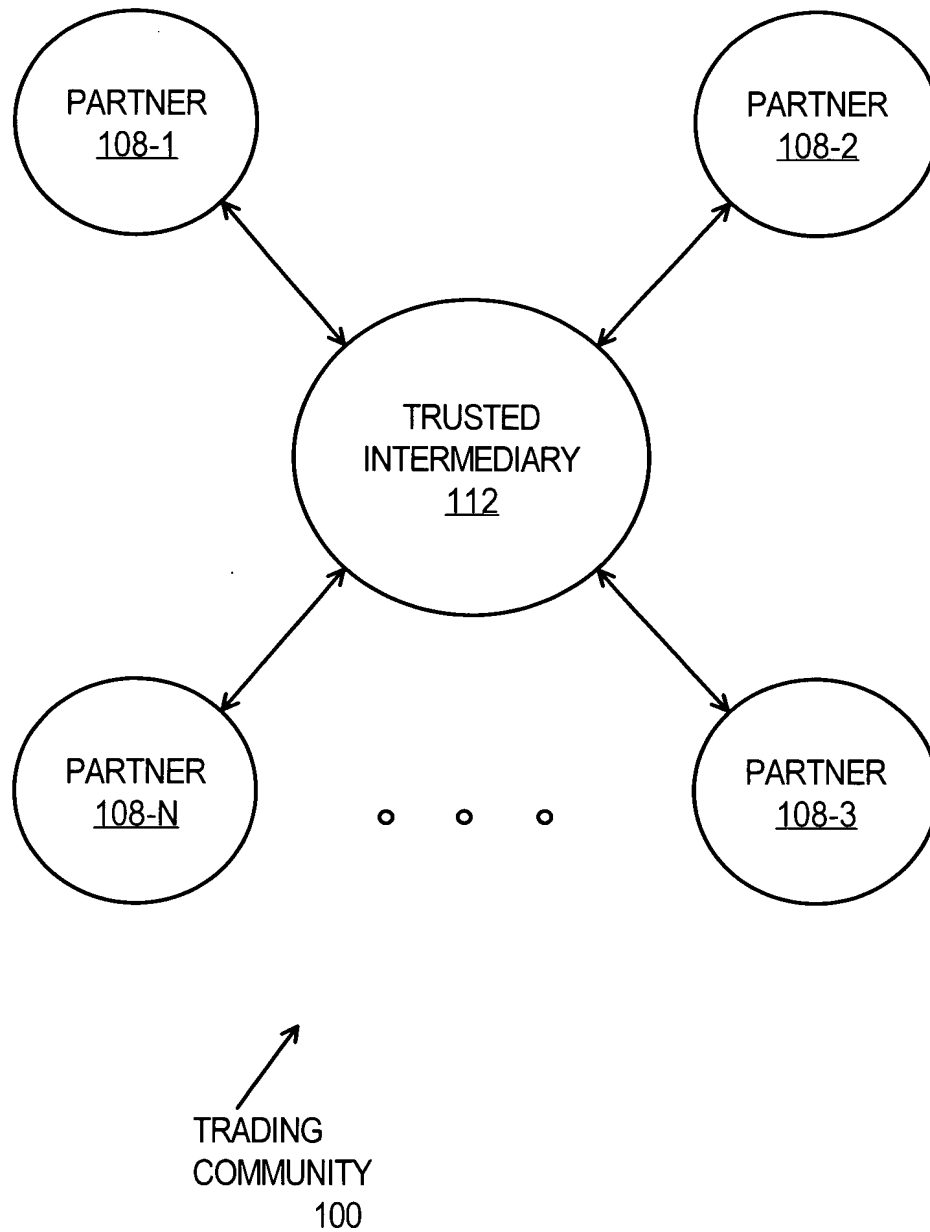 PARTNER
108-1
PARTNER
108-2
TRUSTED
INTERMEDIARY
112
PARTNER
108-N
PARTNER
108-3
TRADING
COMMUNITY
100